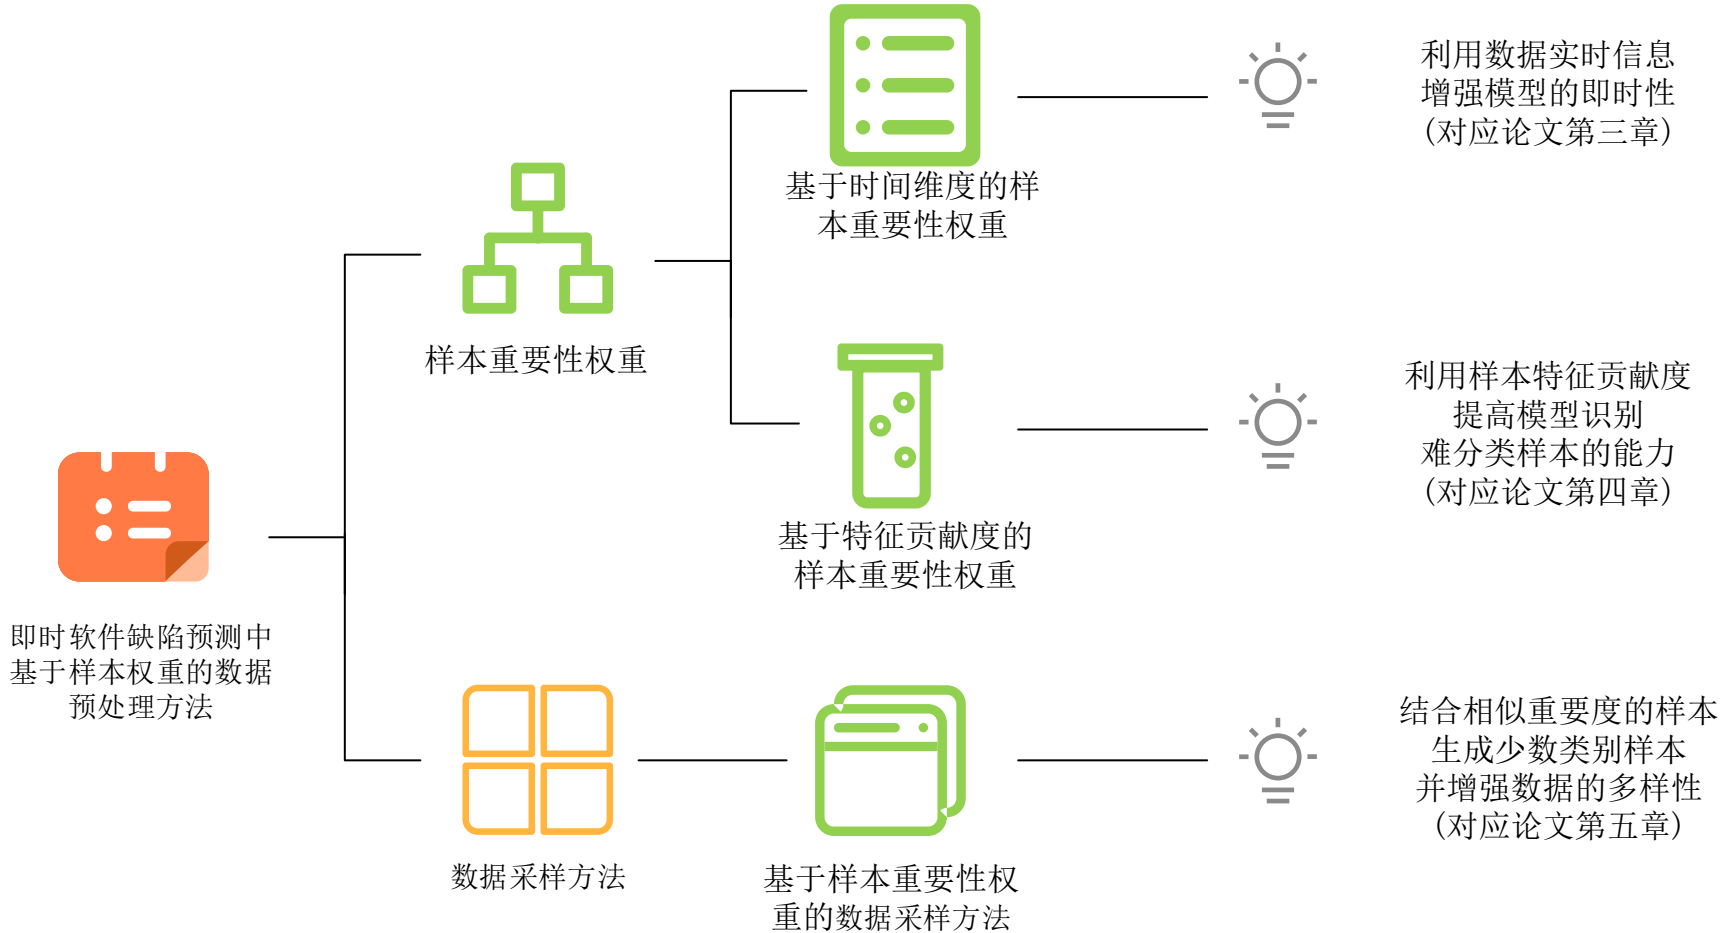 利用数据实时信息
增强模型的即时性
(对应论文第三章)
基于时间维度的样
本重要性权重
样本重要性权重
利用样本特征贡献度
提高模型识别
难分类样本的能力
(对应论文第四章)
基于特征贡献度的
样本重要性权重
即时软件缺陷预测中
基于样本权重的数据
预处理方法
结合相似重要度的样本
生成少数类别样本
并增强数据的多样性
(对应论文第五章)
数据采样方法
基于样本重要性权
重的数据采样方法